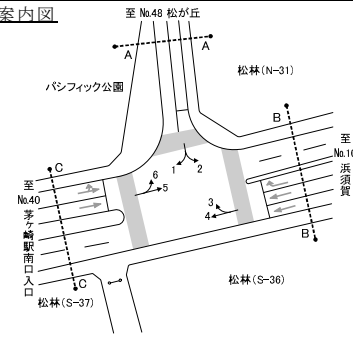 案内図
至 No.48 松が丘
A
A
松林(N-31)
パシフィック公園
B
C
至 No.10 浜須賀
至 No.40 茅ヶ崎駅南口入口
6
5
1
2
3
4
B
C
松林(S-36)
松林(S-37)